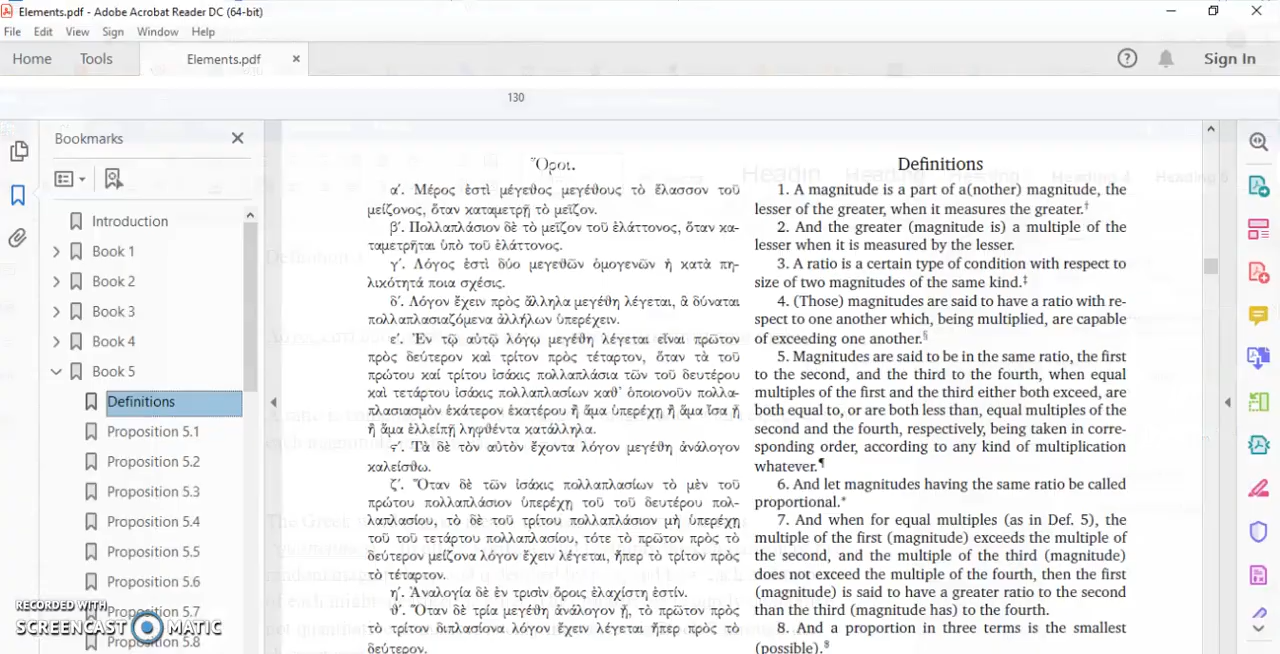 Elements.pdf - Adobe Acrobat Reader DC (64-bit)
File Edit View Sign Window Help
Home Tools Elements.pdf Sign In
130
Bookmarks
Introduction
Book 1
Book 2
Book 3
Book 4
Book 5
Definitions
Proposition 5.1
Proposition 5.2
Proposition 5.3
Proposition 5.4
Proposition 5.5
Proposition 5.6
Proposition 5.7
Proposition 5.8
RECORDED WITH
SCREENCAST MATIC
Ὅροι.
αʹ. Μέρος ἐστὶ μέγεθος μεγέθους τὸ ἔλασσον τοῦ
μείζονος, ὅταν καταμετρῇ τὸ μεῖζον.
βʹ. Πολλαπλάσιον δὲ τὸ μεῖζον τοῦ ἐλάττονος, ὅταν κα-
ταμετρῆται ὑπὸ τοῦ ἐλάττονος.
γʹ. Λόγος ἐστὶ δύο μεγεθῶν ὁμογενῶν ἡ κατὰ πη-
λικότητά ποια σχέσις.
δʹ. Λόγον ἔχειν πρὸς ἄλληλα μεγέθη λέγεται, ἃ δύναται
πολλαπλασιαζόμενα ἀλλήλων ὑπερέχειν.
εʹ. Ἐν τῷ αὐτῷ λόγῳ μεγέθη λέγεται εἶναι πρῶτον
πρὸς δεύτερον καὶ τρίτον πρὸς τέταρτον, ὅταν τὰ τοῦ
πρώτου καί τρίτου ἰσάκις πολλαπλάσια τῶν τοῦ δευτέρου
καὶ τετάρτου ἰσάκις πολλαπλασίων καθ᾽ ὁποιονοῦν πολλα-
πλασιασμὸν ἑκάτερον ἑκατέρου ἢ ἅμα ὑπερέχῃ ἢ ἅμα ἴσα ᾖ
ἢ ἅμα ἐλλείπῇ ληφθέντα κατάλληλα.
ϛʹ. Τὰ δὲ τὸν αὐτὸν ἔχοντα λόγον μεγέθη ἀνάλογον
καλείσθω.
ζʹ. Ὅταν δὲ τῶν ἰσάκις πολλαπλασίων τὸ μὲν τοῦ
πρώτου πολλαπλάσιον ὑπερέχῃ τοῦ τοῦ δευτέρου πολ-
λαπλασίου, τὸ δὲ τοῦ τρίτου πολλαπλάσιον μὴ ὑπερέχῃ
τοῦ τοῦ τετάρτου πολλαπλασίου, τότε τὸ πρῶτον πρὸς τὸ
δεύτερον μείζονα λόγον ἔχειν λέγεται, ἤπερ τὸ τρίτον πρὸς
τὸ τέταρτον.
ηʹ. Ἀναλογία δὲ ἐν τρισὶν ὅροις ἐλαχίστη ἐστίν.
θʹ. Ὅταν δὲ τρία μεγέθη ἀνάλογον ᾖ, τὸ πρῶτον πρὸς
τὸ τρίτον διπλασίονα λόγον ἔχειν λέγεται ἤπερ πρὸς τὸ
δεύτερον.
Definitions
1. A magnitude is a part of a(nother) magnitude, the
lesser of the greater, when it measures the greater.†
2. And the greater (magnitude is) a multiple of the
lesser when it is measured by the lesser.
3. A ratio is a certain type of condition with respect to
size of two magnitudes of the same kind.‡
4. (Those) magnitudes are said to have a ratio with re-
spect to one another which, being multiplied, are capable
of exceeding one another.§
5. Magnitudes are said to be in the same ratio, the first
to the second, and the third to the fourth, when equal
multiples of the first and the third either both exceed, are
both equal to, or are both less than, equal multiples of the
second and the fourth, respectively, being taken in corre-
sponding order, according to any kind of multiplication
whatever.¶
6. And let magnitudes having the same ratio be called
proportional.*
7. And when for equal multiples (as in Def. 5), the
multiple of the first (magnitude) exceeds the multiple of
the second, and the multiple of the third (magnitude)
does not exceed the multiple of the fourth, then the first
(magnitude) is said to have a greater ratio to the second
than the third (magnitude has) to the fourth.
8. And a proportion in three terms is the smallest
(possible).$